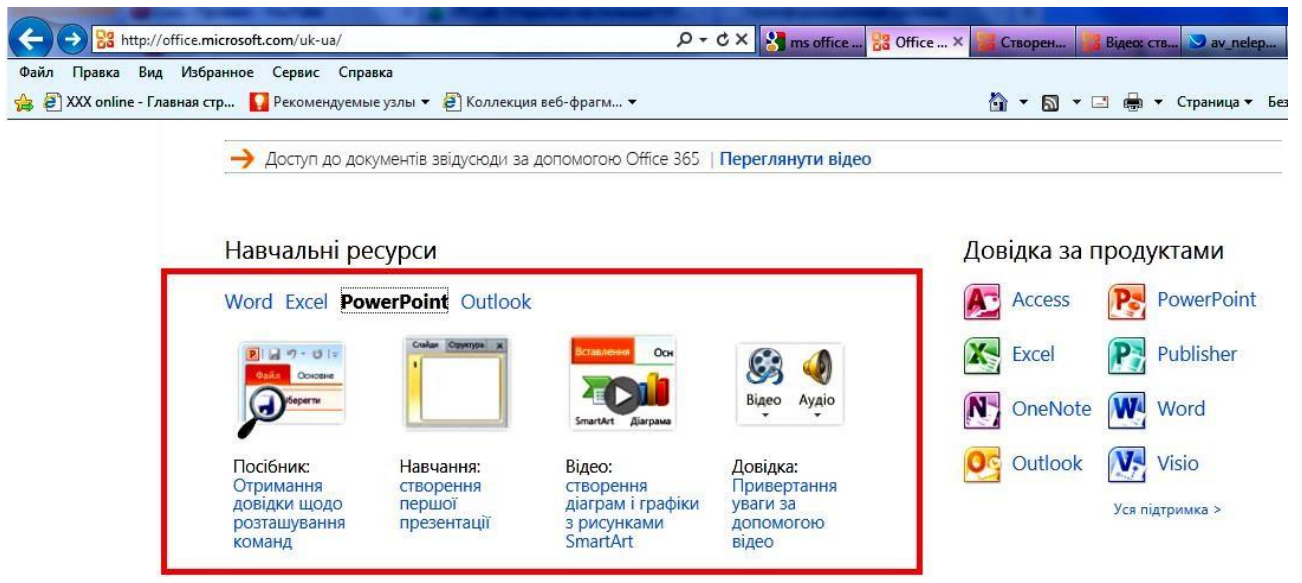 http://office.microsoft.com/uk-ua/
ms office ...
Office ...
Створен...
Відео: ств...
av_nelep...
Файл Правка Вид Избранное Сервис Справка
XXX online - Главная стр... Рекомендуемые узлы Коллекция веб-фрагм...
Страница Без
Доступ до документів звідусюди за допомогою Office 365 | Переглянути відео
Навчальні ресурси
Word Excel PowerPoint Outlook
Файл Основне
Слайди Структура
Вставлення Осн
SmartArt Діаграма
Відео Аудіо
Посібник:
Отримання
довідки щодо
розташування
команд
Навчання:
створення
першої
презентації
Відео:
створення
діаграм і графіки
з рисунками
SmartArt
Довідка:
Привертання
уваги за
допомогою
відео
Довідка за продуктами
Access PowerPoint
Excel Publisher
OneNote Word
Outlook Visio
Уся підтримка >